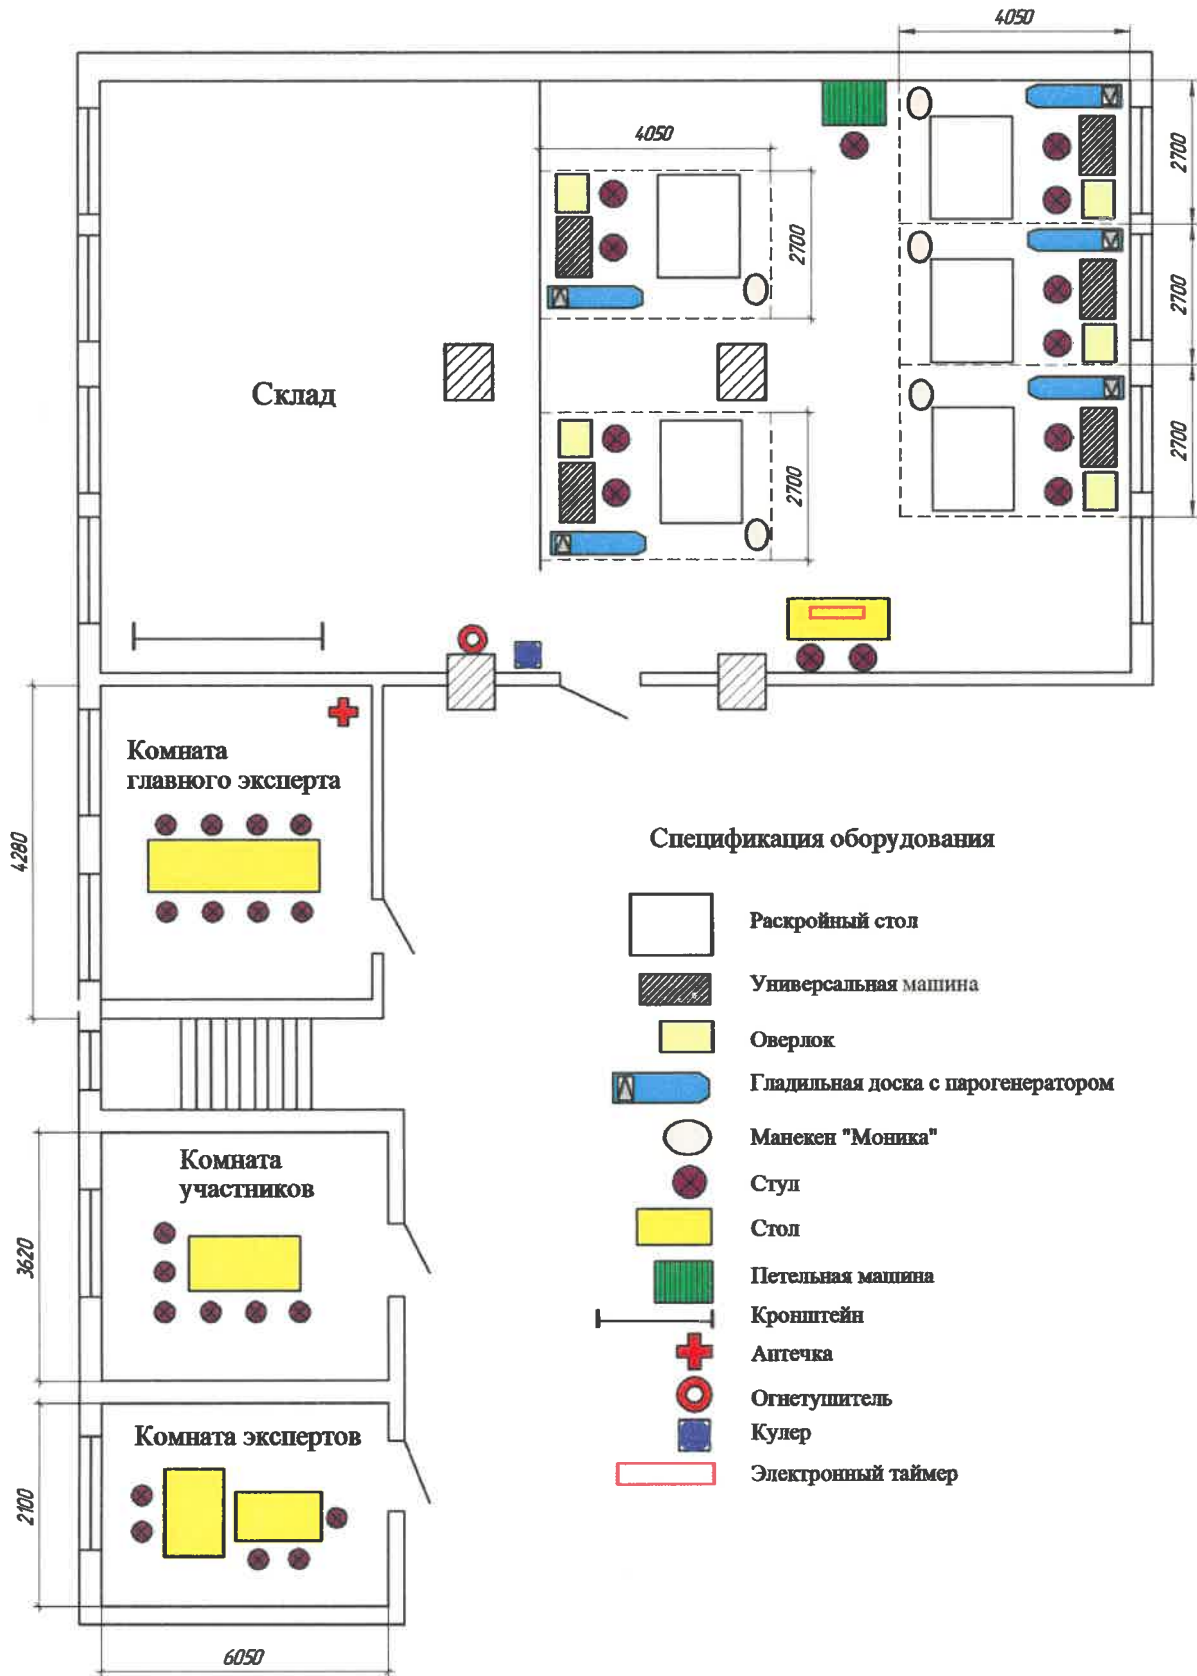 4050
4050
2700
2700
2700
2700
2700
Склад
Комната
главного эксперта
4280
Спецификация оборудования
Раскройный стол
Универсальная машина
Оверлок
Гладильная доска с парогенератором
Манекен "Моника"
Стул
Стол
Петельная машина
Кронштейн
Аптечка
Огнетушитель
Кулер
Электронный таймер
Комната
участников
3620
Комната экспертов
2100
6050